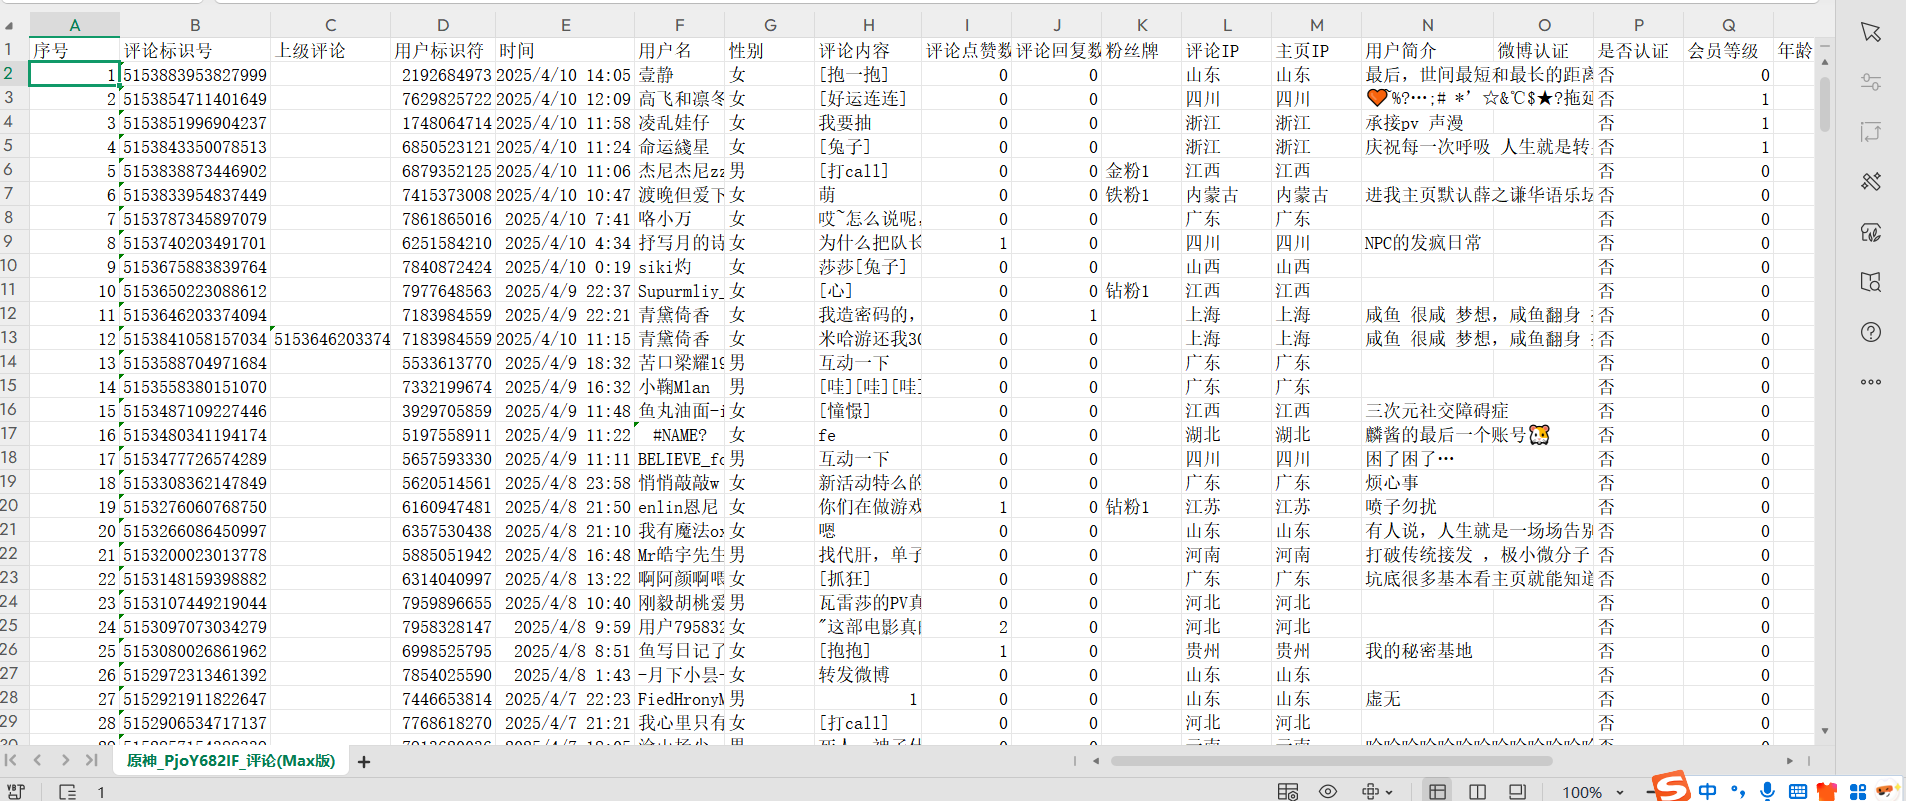 A B C D E F G H I J K L M N O P Q
1 序号 评论标识号 上级评论 用户标识符 时间 用户名 性别 评论内容 评论点赞数 评论回复数 粉丝牌 评论IP 主页IP 用户简介 微博认证 是否认证 会员等级 年龄
2 1 5153883953827999 2192684973 2025/4/10 14:05 壹静 女 [抱一抱] 0 0 山东 山东 最后，世间最短和最长的距离 否 0
3 2 5153854711401649 7629825722 2025/4/10 12:09 高飞和凛冬 女 [好运连连] 0 0 四川 四川 🧡~%?…;# *’ ☆&℃$★?拖延 否 1
4 3 5153851996904237 1748064714 2025/4/10 11:58 凌乱娃仔 女 我要抽 0 0 浙江 浙江 承接pv 声漫 否 1
5 4 5153843350078513 6850523121 2025/4/10 11:24 命运綫星 女 [兔子] 0 0 浙江 浙江 庆祝每一次呼吸 人生就是转 否 1
6 5 5153838873446902 6879352125 2025/4/10 11:06 杰尼杰尼zz 男 [打call] 0 0 金粉1 江西 江西 否 0
7 6 5153833954837449 7415373008 2025/4/10 10:47 渡晚但爱下 女 萌 0 0 铁粉1 内蒙古 内蒙古 进我主页默认薛之谦华语乐坛 否 0
8 7 5153787345897079 7861865016 2025/4/10 7:41 咯小万 女 哎~怎么说呢, 0 0 广东 广东 否 0
9 8 5153740203491701 6251584210 2025/4/10 4:34 抒写月的诗 女 为什么把队长 1 0 四川 四川 NPC的发疯日常 否 0
10 9 5153675883839764 7840872424 2025/4/10 0:19 siki灼 女 莎莎[兔子] 0 0 山西 山西 否 0
11 10 5153650223088612 7977648563 2025/4/9 22:37 Supurmliy_ 女 [心] 0 0 钻粉1 江西 江西 否 0
12 11 5153646203374094 7183984559 2025/4/9 22:21 青黛倚香 女 我造密码的， 0 1 上海 上海 咸鱼 很咸 梦想，咸鱼翻身 否 0
13 12 5153841058157034 5153646203374 7183984559 2025/4/10 11:15 青黛倚香 女 米哈游还我30 0 0 上海 上海 咸鱼 很咸 梦想，咸鱼翻身 否 0
14 13 5153588704971684 5533613770 2025/4/9 18:32 苦口梁耀19 男 互动一下 0 0 广东 广东 否 0
15 14 5153558380151070 7332199674 2025/4/9 16:32 小鞠Mlan 男 [哇][哇][哇] 0 0 广东 广东 否 0
16 15 5153487109227446 3929705859 2025/4/9 11:48 鱼丸油面-i 女 [憧憬] 0 0 江西 江西 三次元社交障碍症 否 0
17 16 5153480341194174 5197558911 2025/4/9 11:22 #NAME? 女 fe 0 0 湖北 湖北 麟酱的最后一个账号🐹 否 0
18 17 5153477726574289 5657593330 2025/4/9 11:11 BELIEVE_fo 男 互动一下 0 0 四川 四川 困了困了… 否 0
19 18 5153308362147849 5620514561 2025/4/8 23:58 悄悄敲敲w 女 新活动特么的 0 0 广东 广东 烦心事 否 0
20 19 5153276060768750 6160947481 2025/4/8 21:50 enlin恩尼 女 你们在做游戏 1 0 钻粉1 江苏 江苏 喷子勿扰 否 0
21 20 5153266086450997 6357530438 2025/4/8 21:10 我有魔法ox 女 嗯 0 0 山东 山东 有人说，人生就是一场场告别 否 0
22 21 5153200023013778 5885051942 2025/4/8 16:48 Mr皓宇先生 男 找代肝，单子 0 0 河南 河南 打破传统接发 ，极小微分子 否 0
23 22 5153148159398882 6314040997 2025/4/8 13:22 啊阿颜啊喂 女 [抓狂] 0 0 广东 广东 坑底很多基本看主页就能知道 否 0
24 23 5153107449219044 7959896655 2025/4/8 10:40 刚毅胡桃爱 男 瓦雷莎的PV真 0 0 河北 河北 否 0
25 24 5153097073034279 7958328147 2025/4/8 9:59 用户795832 女 "这部电影真的 2 0 河北 河北 否 0
26 25 5153080026861962 6998525795 2025/4/8 8:51 鱼写日记了 女 [抱抱] 1 0 贵州 贵州 我的秘密基地 否 0
27 26 5152972313461392 7854025590 2025/4/8 1:43 -月下小昙- 女 转发微博 0 0 山东 山东 否 0
28 27 5152921911822647 7446653814 2025/4/7 22:23 FiedHronyM 男 1 0 0 山东 山东 虚无 否 0
29 28 5152906534717137 7768618270 2025/4/7 21:21 我心里只有 女 [打call] 0 0 河北 河北 否 0
原神_PjoY682IF_评论(Max版) +
1 100% 中